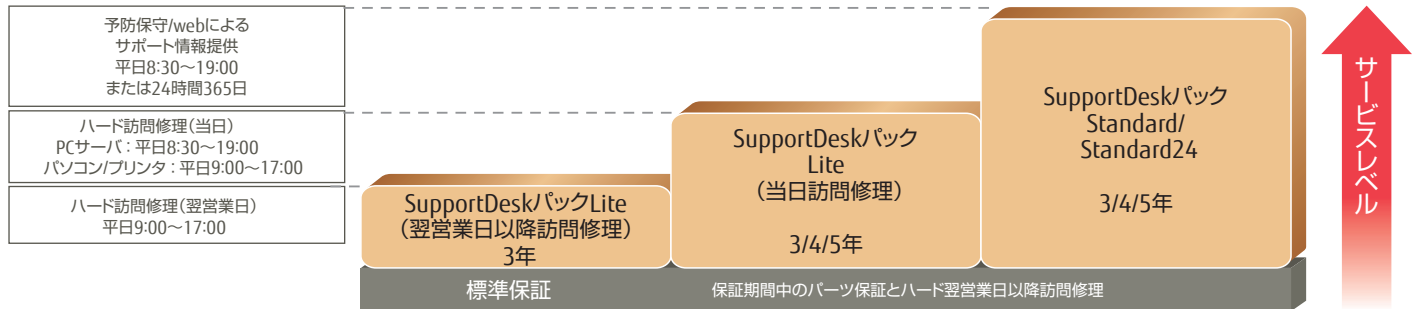 予防保守/webによる
サポート情報提供
平日8:30～19:00
または24時間365日
ハード訪問修理(当日)
PCサーバ：平日8:30～19:00
パソコン/プリンタ：平日9:00～17:00
ハード訪問修理(翌営業日)
平日9:00～17:00
SupportDeskパックLite
(翌営業日以降訪問修理)
3年
SupportDeskパック
Lite
(当日訪問修理)
3/4/5年
SupportDeskパック
Standard/
Standard24
3/4/5年
標準保証
保証期間中のパーツ保証とハード翌営業日以降訪問修理
サービスレベル